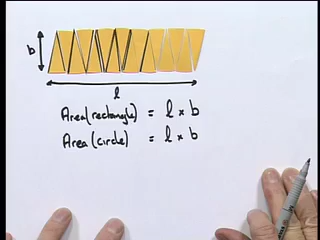 b
l
Area(rectangle) = l × b
Area(circle) = l × b